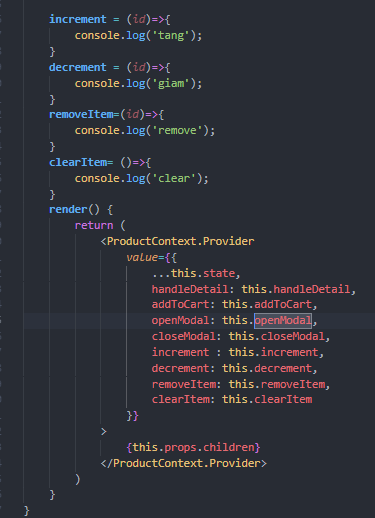 increment = (id)=>{
console.log('tang');
}
decrement = (id)=>{
console.log('giam');
}
removeItem=(id)=>{
console.log('remove');
}
clearItem= ()=>{
console.log('clear');
}
render() {
return (
<ProductContext.Provider
value={{
...this.state,
handleDetail: this.handleDetail,
addToCart: this.addToCart,
openModal: this.openModal,
closeModal: this.closeModal,
increment : this.increment,
decrement: this.decrement,
removeItem: this.removeItem,
clearItem: this.clearItem
}}
>
{this.props.children}
</ProductContext.Provider>
)
}
}